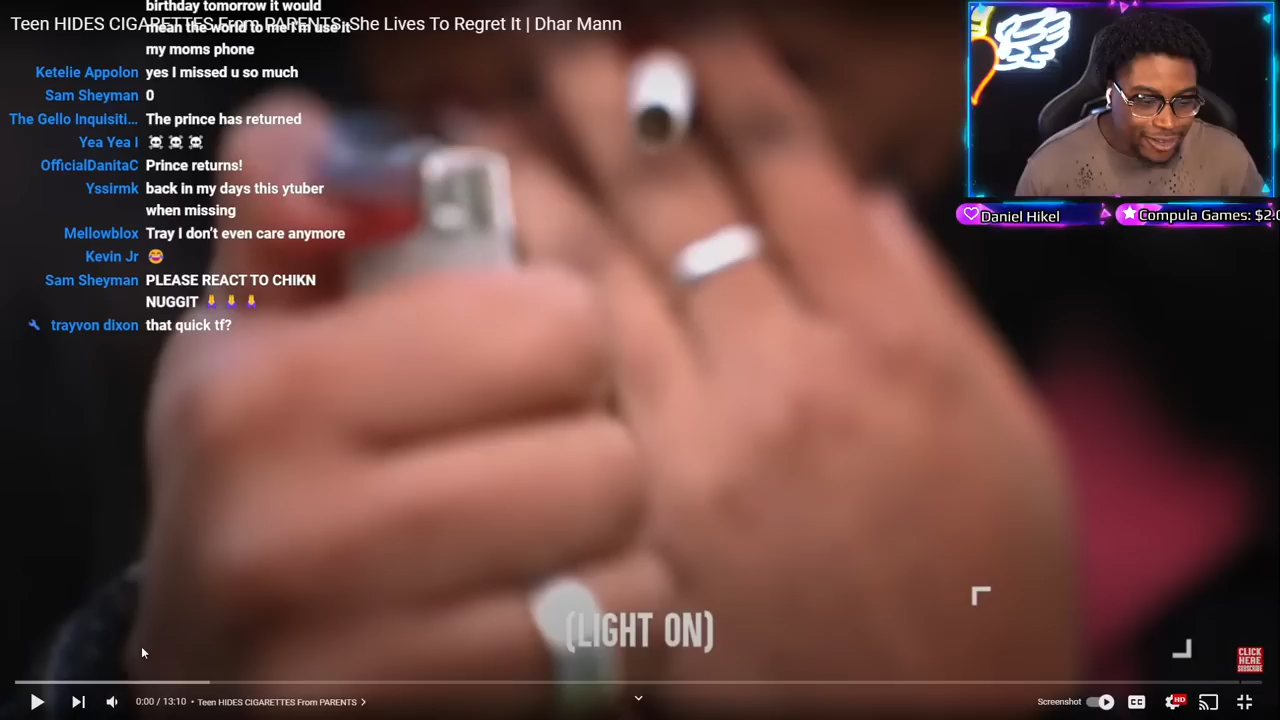 Teen HIDES CIGARETTES From PARENTS, She Lives To Regret It | Dhar Mann
birthday tomorrow it would
mean the world to me I'm use it
my moms phone
Ketelie Appolon yes I missed u so much
Sam Sheyman 0
The Gello Inquisiti... The prince has returned
Yea Yea I ☠️☠️☠️
OfficialDanitaC Prince returns!
Yssirmk back in my days this ytuber
when missing
Mellowblox Tray I don't even care anymore
Kevin Jr 😂
Sam Sheyman PLEASE REACT TO CHIKN
NUGGIT 🙏🙏🙏
trayvon dixon that quick tf?
Daniel Hikel
Compula Games: $2.0
(LIGHT ON)
CLICK
HERE
SUBSCRIBE
0:00 / 13:10 • Teen HIDES CIGARETTES From PARENTS
Screenshot
CC
HD